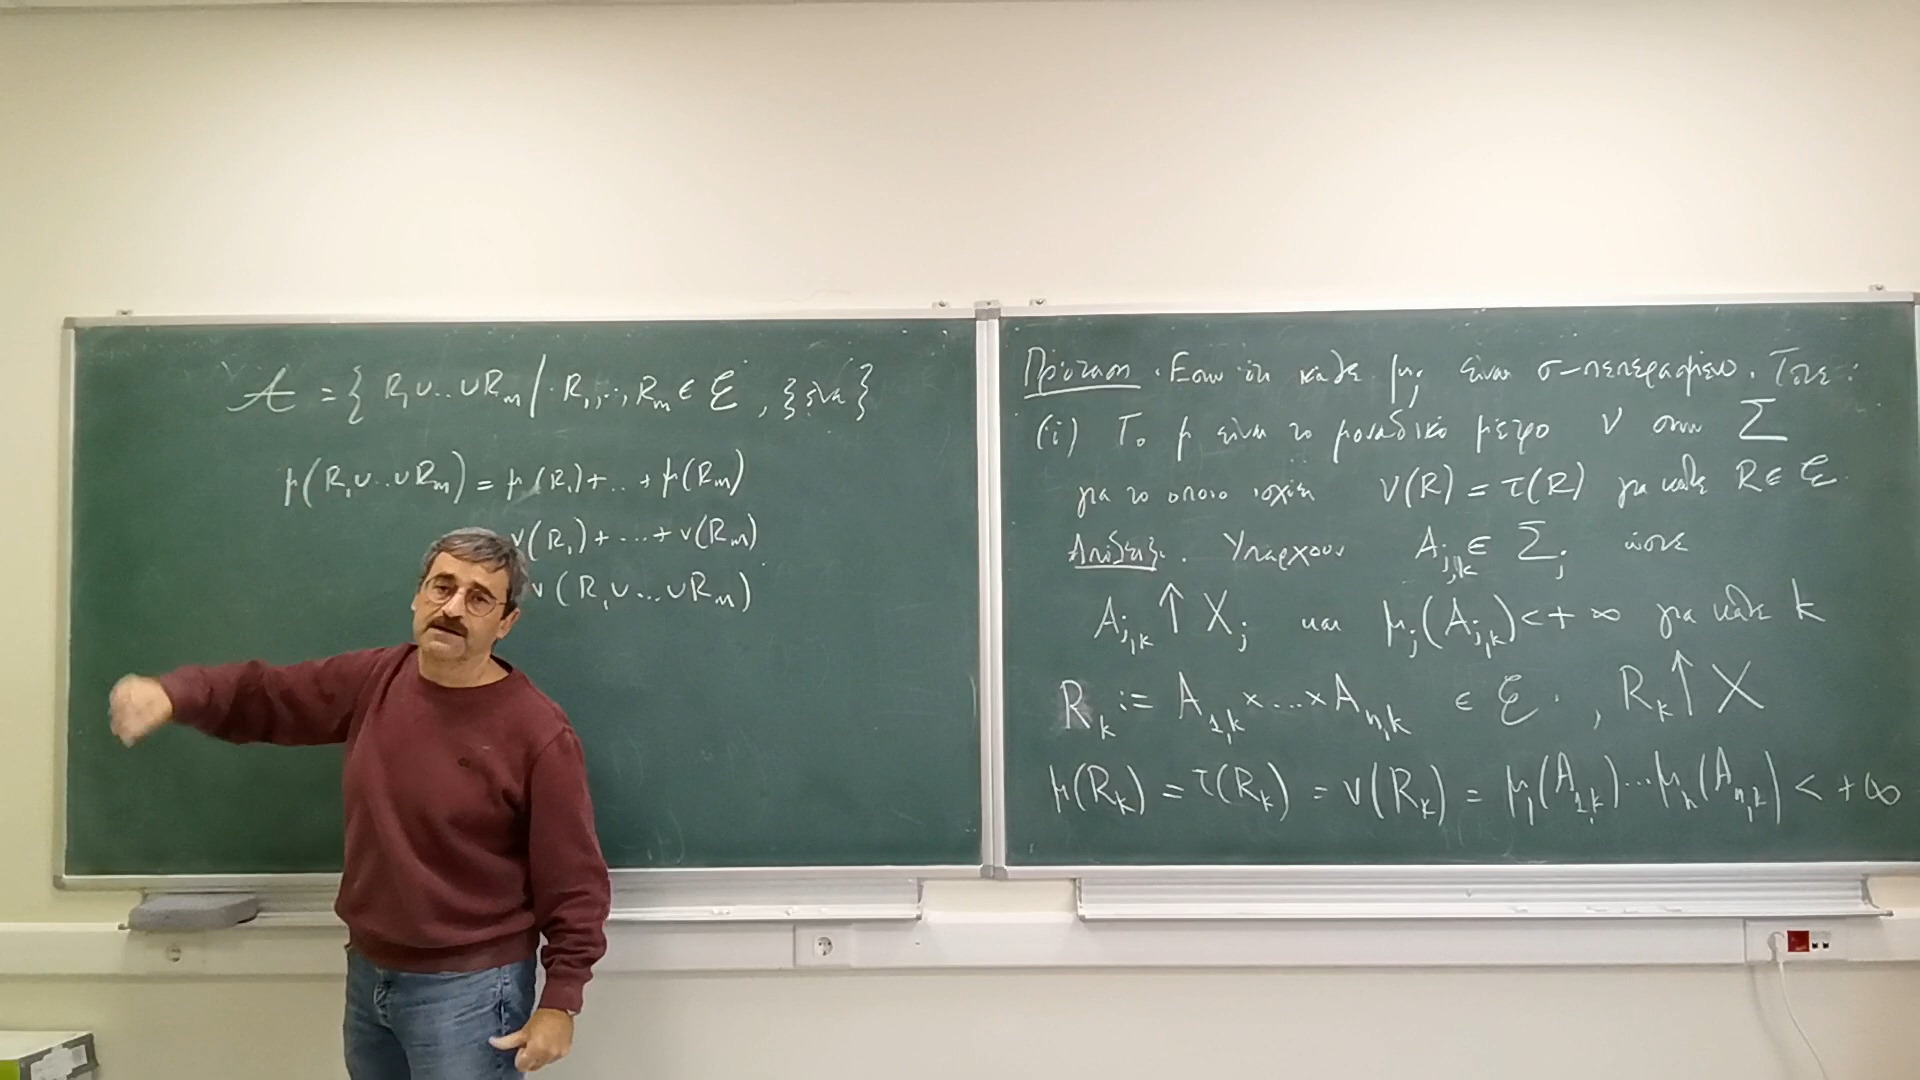 𝒜 = { R₁∪...∪Rₘ | R₁,...,Rₘ ∈ ℰ, ξένα }
μ(R₁∪...∪Rₘ) = μ(R₁)+...+μ(Rₘ)
ν(R₁)+...+ν(Rₘ)
ν(R₁∪...∪Rₘ)
Πρόταση. Έστω ότι κάθε μⱼ είναι σ-πεπερασμένο. Τότε:
(i) Το μ είναι το μοναδικό μέτρο ν στην Σ
για το οποίο ισχύει ν(R) = τ(R) για κάθε R ∈ ℰ.
Απόδειξη. Υπάρχουν Aⱼ,ₖ ∈ Σⱼ ώστε
Aⱼ,ₖ ↑ Xⱼ και μⱼ(Aⱼ,ₖ) < +∞ για κάθε k
Rₖ := A₁,ₖ × ... × Aₙ,ₖ ∈ ℰ, Rₖ ↑ X
μ(Rₖ) = τ(Rₖ) = ν(Rₖ) = μ₁(A₁,ₖ)...μₙ(Aₙ,ₖ) < +∞